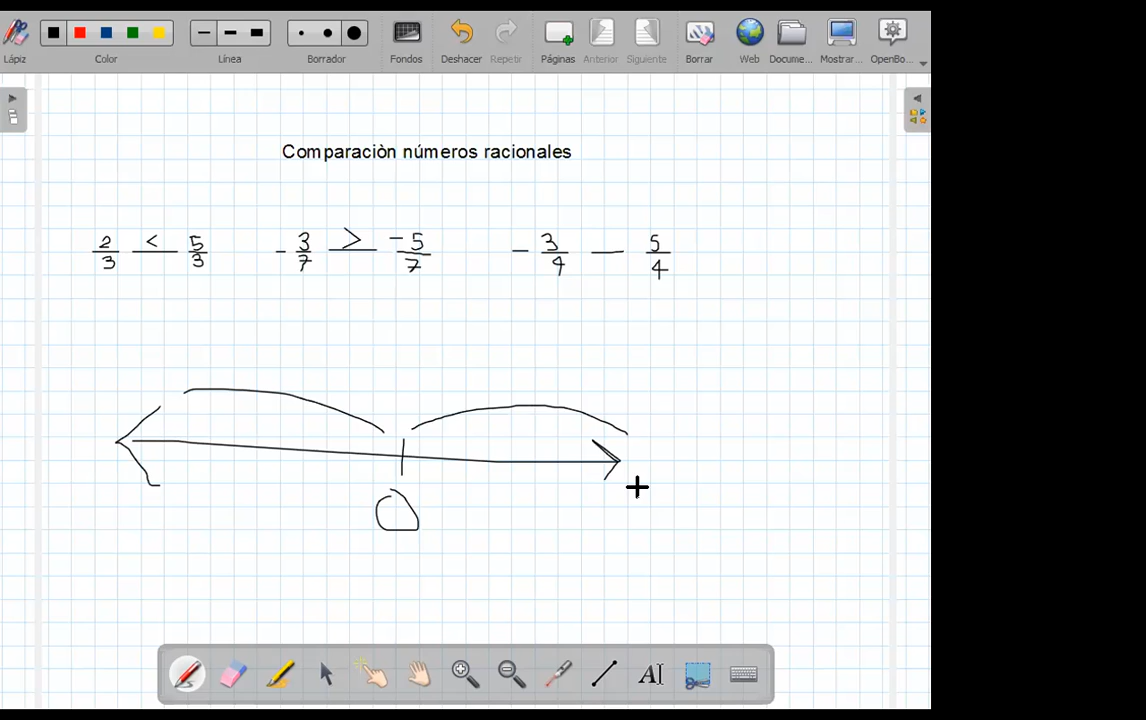 Lápiz Color Línea Borrador Fondos Deshacer Repetir Páginas Anterior Siguiente Borrar Web Docume... Mostrar... OpenBo...
Comparaciòn números racionales
2/3 < 5/3 - 3/7 > -5/7 - 3/4 — 5/4
0
AI